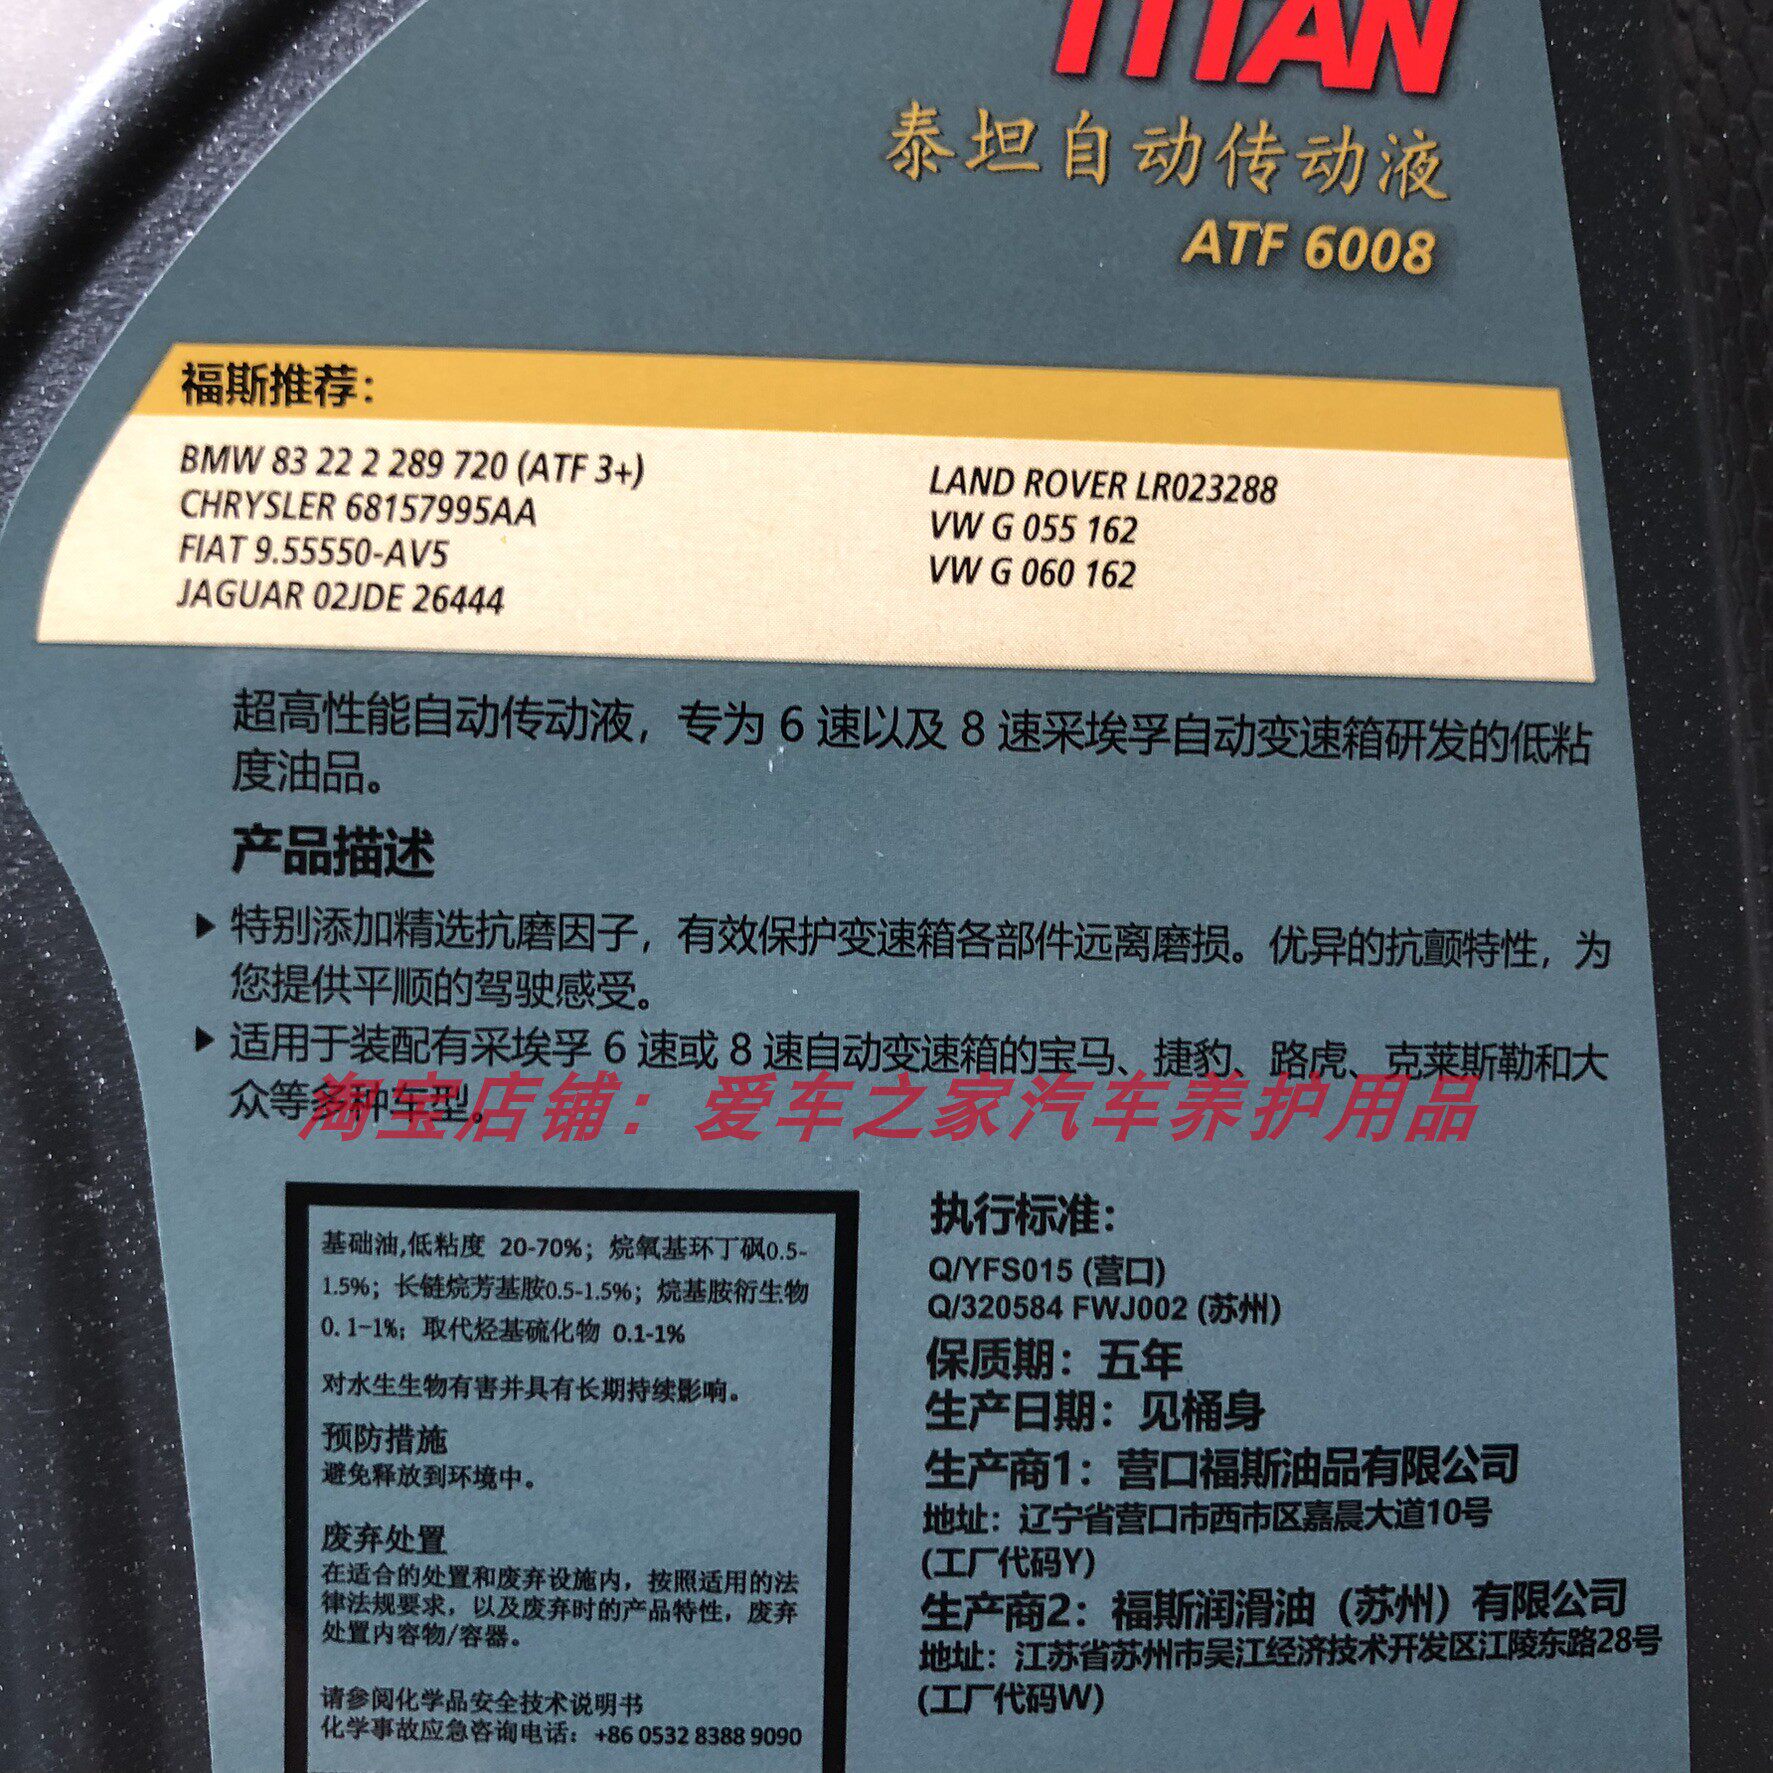 TITAN
泰坦自动传动液
ATF 6008
福斯推荐：
BMW 83 22 2 289 720 (ATF 3+)
CHRYSLER 68157995AA
FIAT 9.55550-AV5
JAGUAR 02JDE 26444
LAND ROVER LR023288
VW G 055 162
VW G 060 162
超高性能自动传动液，专为 6 速以及 8 速采埃孚自动变速箱研发的低粘
度油品。
产品描述
▶ 特别添加精选抗磨因子，有效保护变速箱各部件远离磨损。优异的抗颤特性，为
您提供平顺的驾驶感受。
▶ 适用于装配有采埃孚 6 速或 8 速自动变速箱的宝马、捷豹、路虎、克莱斯勒和大
众等多种车型。
淘宝店铺：爱车之家汽车养护用品
基础油,低粘度 20-70%；烷氧基环丁砜0.5-
1.5%；长链烷芳基胺0.5-1.5%；烷基胺衍生物
0.1-1%；取代烃基硫化物 0.1-1%
对水生生物有害并具有长期持续影响。
预防措施
避免释放到环境中。
废弃处置
在适合的处置和废弃设施内，按照适用的法
律法规要求，以及废弃时的产品特性，废弃
处置内容物/容器。
请参阅化学品安全技术说明书
化学事故应急咨询电话：+86 0532 8388 9090
执行标准：
Q/YFS015 (营口)
Q/320584 FWJ002 (苏州)
保质期：五年
生产日期：见桶身
生产商1：营口福斯油品有限公司
地址：辽宁省营口市西市区嘉晨大道10号
(工厂代码Y)
生产商2：福斯润滑油（苏州）有限公司
地址：江苏省苏州市吴江经济技术开发区江陵东路28号
(工厂代码W)